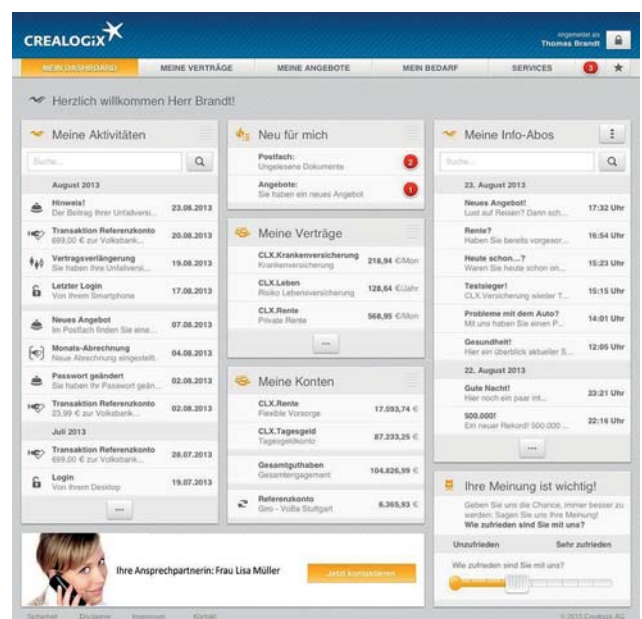 CREALOGIX
Angemeldet als
Thomas Brandt
MEIN DASHBOARD
MEINE VERTRÄGE
MEINE ANGEBOTE
MEIN BEDARF
SERVICES
3
Herzlich willkommen Herr Brandt!
Meine Aktivitäten
Suche...
August 2013
Hinweis!
Der Beitrag Ihrer Unfallversi...
23.08.2013
Transaktion Referenzkonto
699,00 € zur Volksbank...
20.08.2013
Vertragsverlängerung
Sie haben Ihre Unfallversi...
19.08.2013
Letzter Login
Von Ihrem Smartphone
17.08.2013
Neues Angebot
Im Postfach finden Sie eine...
07.08.2013
Monats-Abrechnung
Neue Abrechnung eingestellt.
04.08.2013
Passwort geändert
Sie haben Ihr Passwort geän...
02.08.2013
Transaktion Referenzkonto
23,99 € zur Volksbank...
02.08.2013
Juli 2013
Transaktion Referenzkonto
699,00 € zur Volksbank...
28.07.2013
Login
Von Ihrem Desktop
19.07.2013
...
Neu für mich
Postfach:
Ungelesene Dokumente
2
Angebote:
Sie haben ein neues Angebot
1
Meine Verträge
CLX.Krankenversicherung
Krankenversicherung
218,94 €/Mon
CLX.Leben
Risiko Lebensversicherung
128,64 €/Jahr
CLX.Rente
Private Rente
568,95 €/Mon
...
Meine Konten
CLX.Rente
Flexible Vorsorge
17.593,74 €
CLX.Tagesgeld
Tagesgeldkonto
87.233,25 €
Gesamtguthaben
Gesamtengagement
104.826,99 €
Referenzkonto
Giro - VoBa Stuttgart
6.365,93 €
Meine Info-Abos
Suche...
23. August 2013
Neues Angebot!
Lust auf Reisen? Dann sch...
17:32 Uhr
Rente?
Haben Sie bereits vorgesor...
16:54 Uhr
Heute schon...?
Waren Sie heute schon on...
15:23 Uhr
Testsieger!
CLX.Versicherung wieder T...
15:15 Uhr
Probleme mit dem Auto?
Mit uns haben Sie einen P...
14:01 Uhr
Gesundheit!
Hier ein überblick aktueller S...
12:05 Uhr
22. August 2013
Gute Nacht!
Hier noch ein paar int...
23:21 Uhr
500.000!
Ein neuer Rekord! 500.000 ...
22:16 Uhr
...
Ihre Meinung ist wichtig!
Geben Sie uns die Chance, immer besser zu
werden: Sagen Sie uns Ihre Meinung!
Wie zufrieden sind Sie mit uns?
Unzufrieden
Sehr zufrieden
Wie zufrieden sind Sie mit uns?
Ihre Ansprechpartnerin: Frau Lisa Müller
Jetzt kontaktieren
Sicherheit
Disclaimer
Impressum
Kontakt
© 2013 Crealogix AG